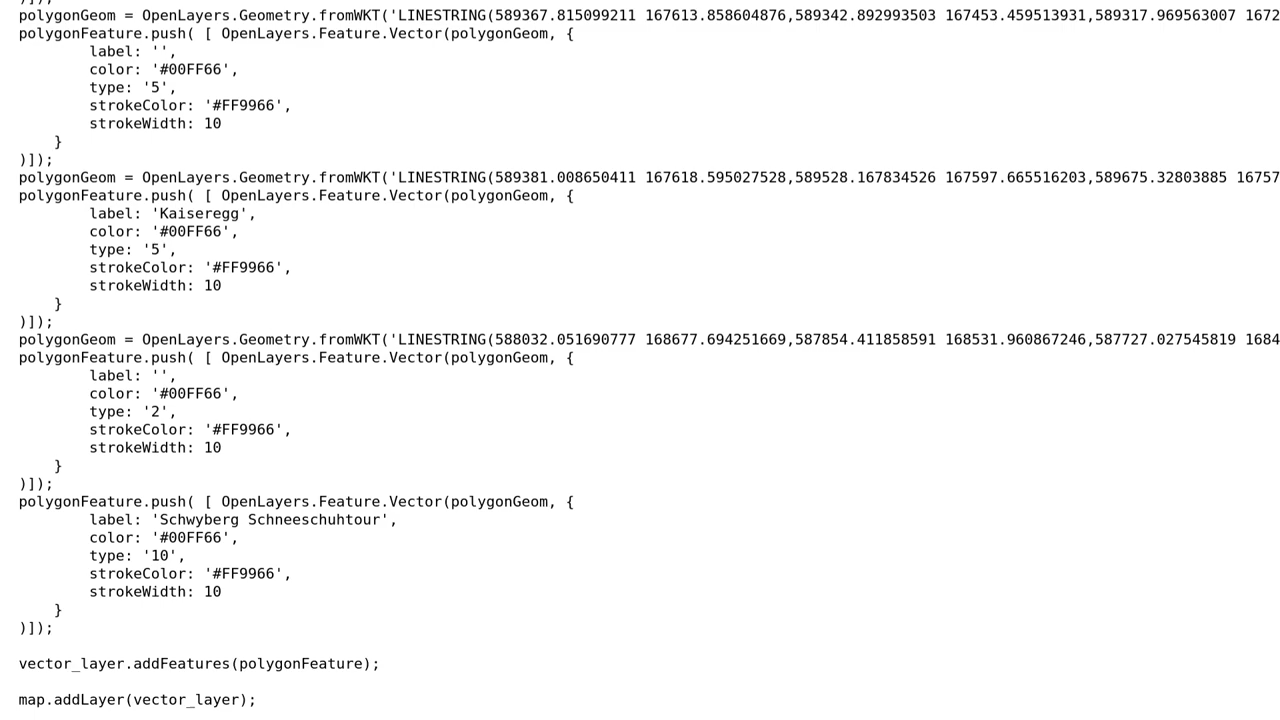 )]);
polygonGeom = OpenLayers.Geometry.fromWKT('LINESTRING(589367.815099211 167613.858604876,589342.892993503 167453.459513931,589317.969563007 1672
polygonFeature.push( [ OpenLayers.Feature.Vector(polygonGeom, {
        label: '',
        color: '#00FF66',
        type: '5',
        strokeColor: '#FF9966',
        strokeWidth: 10
    }
)]);
polygonGeom = OpenLayers.Geometry.fromWKT('LINESTRING(589381.008650411 167618.595027528,589528.167834526 167597.665516203,589675.32803885 16757
polygonFeature.push( [ OpenLayers.Feature.Vector(polygonGeom, {
        label: 'Kaiseregg',
        color: '#00FF66',
        type: '5',
        strokeColor: '#FF9966',
        strokeWidth: 10
    }
)]);
polygonGeom = OpenLayers.Geometry.fromWKT('LINESTRING(588032.051690777 168677.694251669,587854.411858591 168531.960867246,587727.027545819 1684
polygonFeature.push( [ OpenLayers.Feature.Vector(polygonGeom, {
        label: '',
        color: '#00FF66',
        type: '2',
        strokeColor: '#FF9966',
        strokeWidth: 10
    }
)]);
polygonFeature.push( [ OpenLayers.Feature.Vector(polygonGeom, {
        label: 'Schwyberg Schneeschuhtour',
        color: '#00FF66',
        type: '10',
        strokeColor: '#FF9966',
        strokeWidth: 10
    }
)]);

vector_layer.addFeatures(polygonFeature);

map.addLayer(vector_layer);